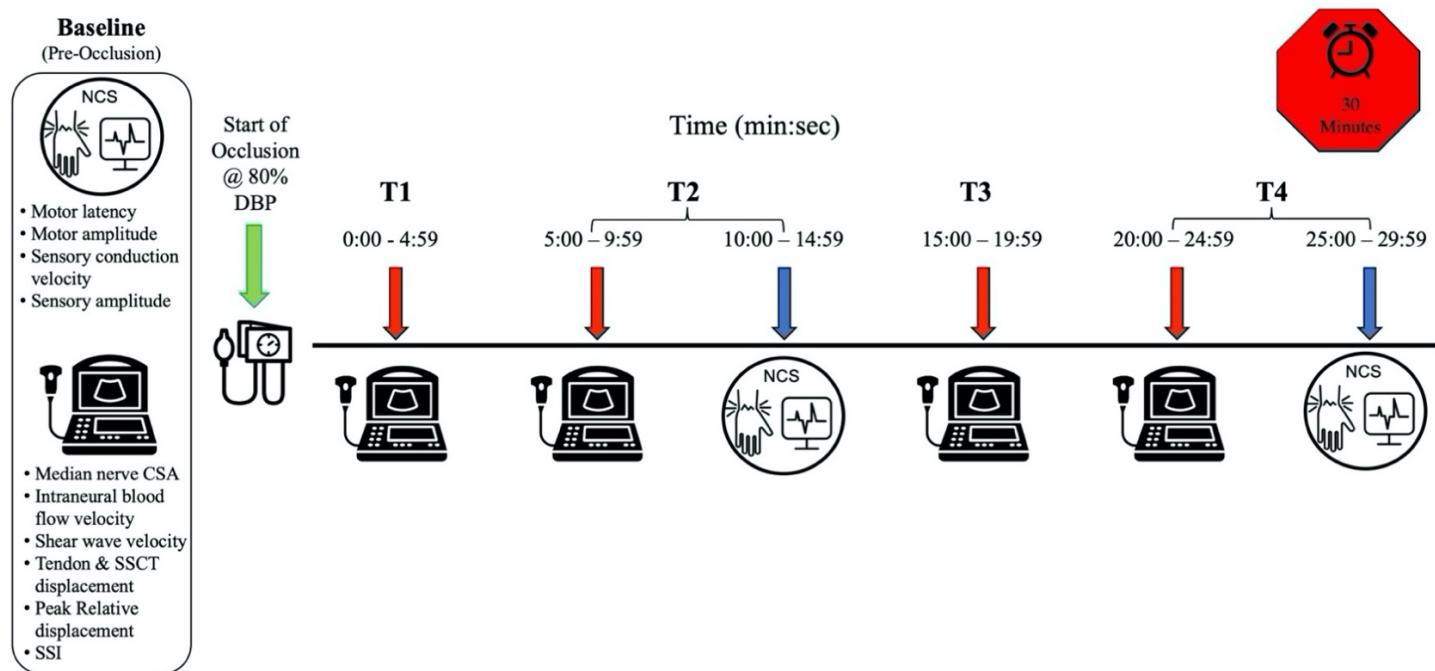 Baseline
(Pre-Occlusion)
NCS
• Motor latency
• Motor amplitude
• Sensory conduction
velocity
• Sensory amplitude
• Median nerve CSA
• Intraneural blood
flow velocity
• Shear wave velocity
• Tendon & SSCT
displacement
• Peak Relative
displacement
• SSI
Start of
Occlusion
@ 80%
DBP
Time (min:sec)
30
Minutes
T1
T2
T3
T4
0:00 - 4:59
5:00 – 9:59
10:00 – 14:59
15:00 – 19:59
20:00 – 24:59
25:00 – 29:59
NCS
NCS